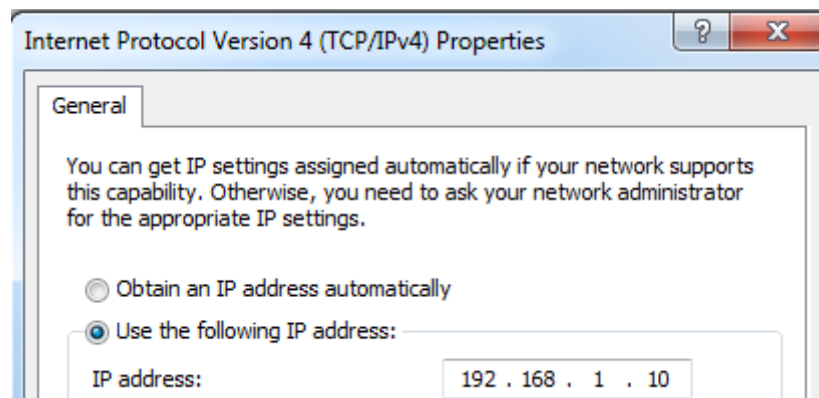 Internet Protocol Version 4 (TCP/IPv4) Properties
General
You can get IP settings assigned automatically if your network supports
this capability. Otherwise, you need to ask your network administrator
for the appropriate IP settings.
Obtain an IP address automatically
Use the following IP address:
IP address: 192 . 168 . 1 . 10